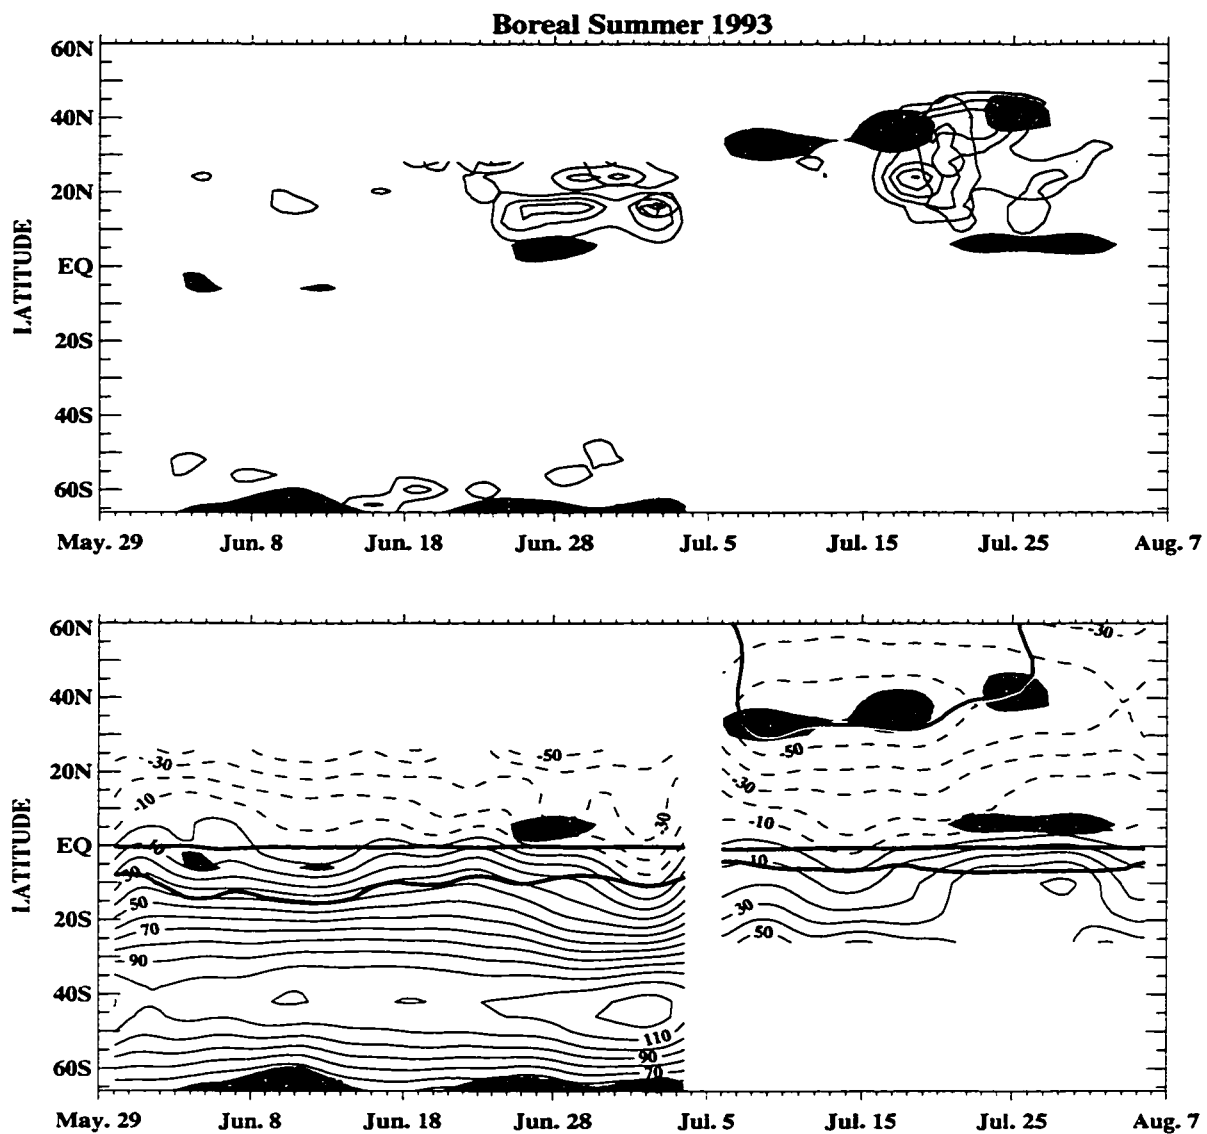 Boreal Summer 1993
60N
40N
20N
EQ
20S
40S
60S
LATITUDE
May. 29 Jun. 8 Jun. 18 Jun. 28 Jul. 5 Jul. 15 Jul. 25 Aug. 7
60N
40N
20N
EQ
20S
40S
60S
LATITUDE
-30
-50
-50
-30
-30
-10
-30
-10
10
10
30
30
50
50
70
90
110
90
70
May. 29 Jun. 8 Jun. 18 Jun. 28 Jul. 5 Jul. 15 Jul. 25 Aug. 7